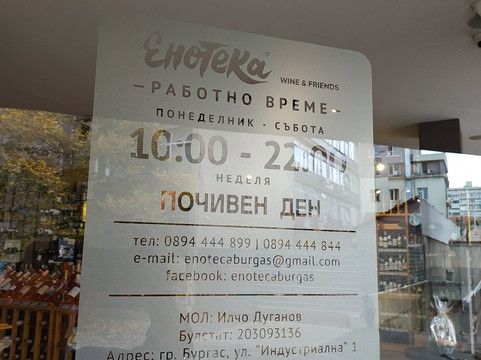 Енотека
WINE & FRIENDS
— РАБОТНО ВРЕМЕ —
ПОНЕДЕЛНИК - СЪБОТА
10.00 - 22.00
НЕДЕЛЯ
ПОЧИВЕН ДЕН
тел: 0894 444 899 | 0894 444 844
e-mail: enotecaburgas@gmail.com
facebook: enotecaburgas
МОЛ: Илчо Дуганов
Булстат: 203093136
Адрес: гр. Бургас, ул. "Индустриална" 1